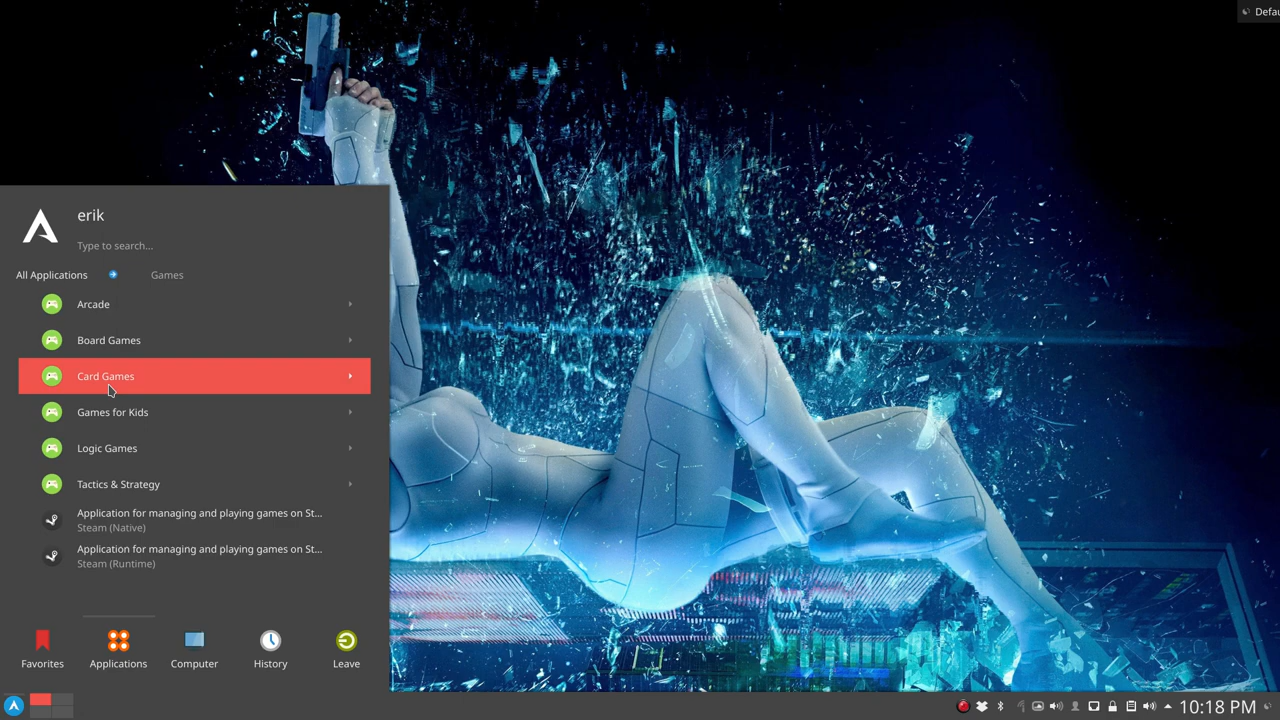 Defau
erik
Type to search...
All Applications
Games
Arcade
Board Games
Card Games
Games for Kids
Logic Games
Tactics & Strategy
Application for managing and playing games on St...
Steam (Native)
Application for managing and playing games on St...
Steam (Runtime)
Favorites
Applications
Computer
History
Leave
10:18 PM